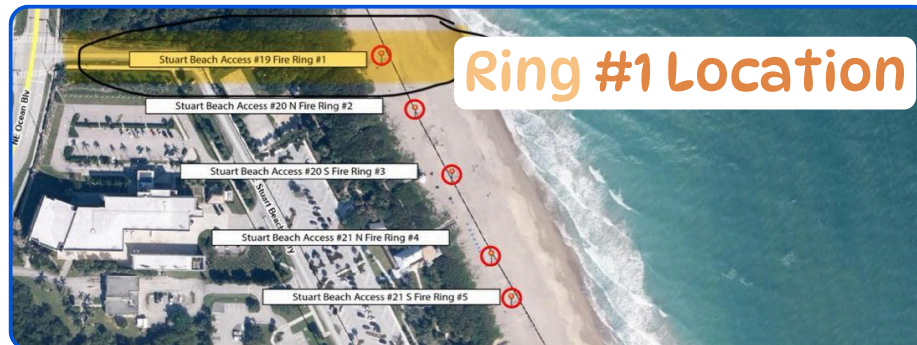 Ring #1 Location
Stuart Beach Access #19 Fire Ring #1
Stuart Beach Access #20 N Fire Ring #2
NE Ocean Blv
Stuart Beach Access #20 S Fire Ring #3
Stuart Beach
Stuart Beach Access #21 N Fire Ring #4
Stuart Beach Access #21 S Fire Ring #5